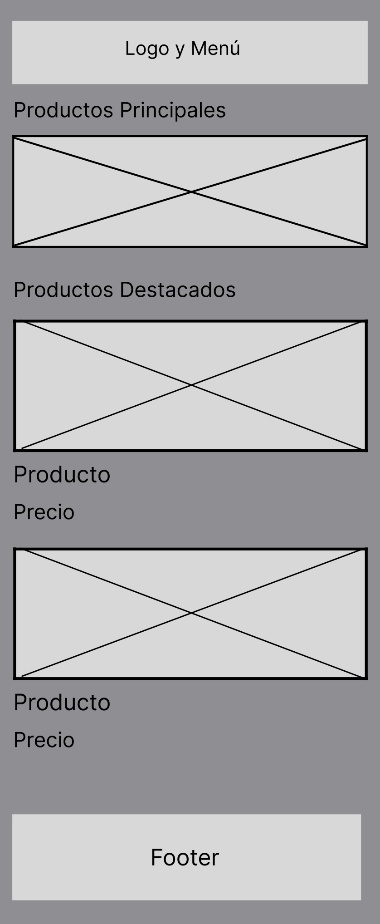 Logo y Menú
Productos Principales
Productos Destacados
Producto
Precio
Producto
Precio
Footer